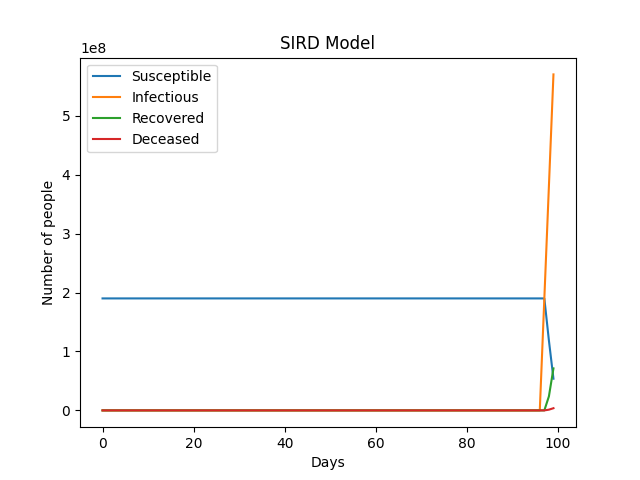 SIRD Model
1e8
Susceptible
Infectious
Recovered
Deceased
5
4
3
2
1
0
Number of people
0 20 40 60 80 100
Days